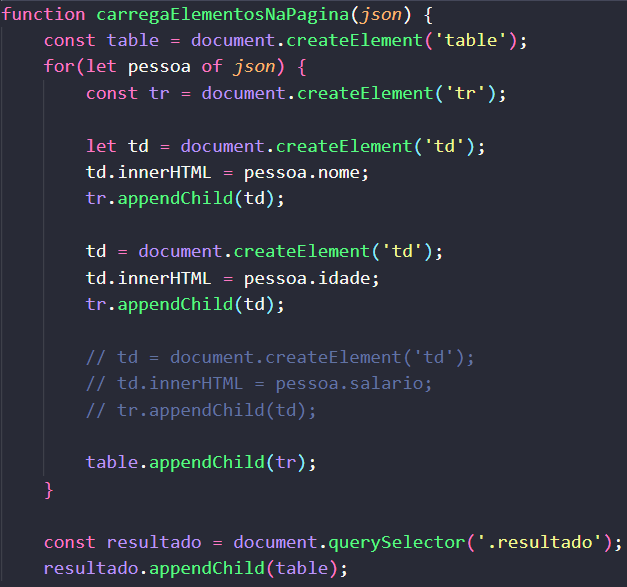 function carregaElementosNaPagina(json) {
    const table = document.createElement('table');
    for(let pessoa of json) {
        const tr = document.createElement('tr');

        let td = document.createElement('td');
        td.innerHTML = pessoa.nome;
        tr.appendChild(td);

        td = document.createElement('td');
        td.innerHTML = pessoa.idade;
        tr.appendChild(td);

        // td = document.createElement('td');
        // td.innerHTML = pessoa.salario;
        // tr.appendChild(td);

        table.appendChild(tr);
    }

    const resultado = document.querySelector('.resultado');
    resultado.appendChild(table);